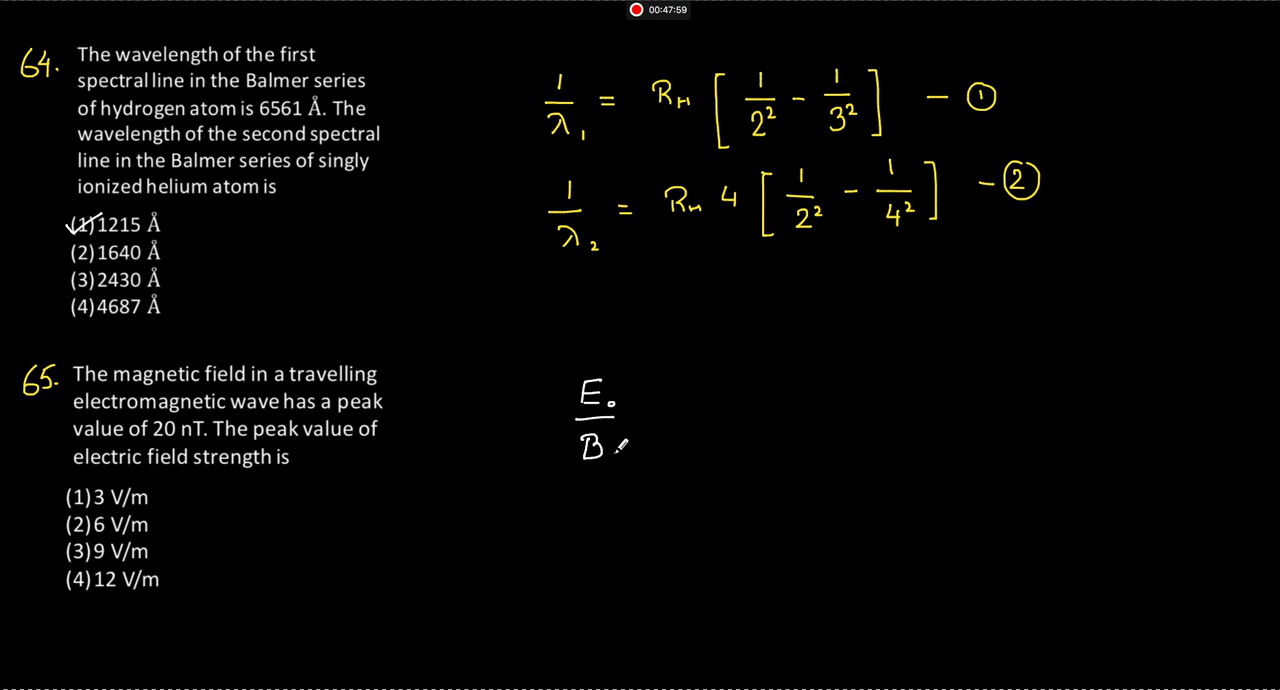 00:47:59
64. The wavelength of the first
spectral line in the Balmer series
of hydrogen atom is 6561 Å. The
wavelength of the second spectral
line in the Balmer series of singly
ionized helium atom is
(1) 1215 Å
(2) 1640 Å
(3) 2430 Å
(4) 4687 Å
1/λ₁ = R_H [1/2² - 1/3²] - ①
1/λ₂ = R_H 4 [1/2² - 1/4²] - ②
65. The magnetic field in a travelling
electromagnetic wave has a peak
value of 20 nT. The peak value of
electric field strength is
(1) 3 V/m
(2) 6 V/m
(3) 9 V/m
(4) 12 V/m
E₀/B